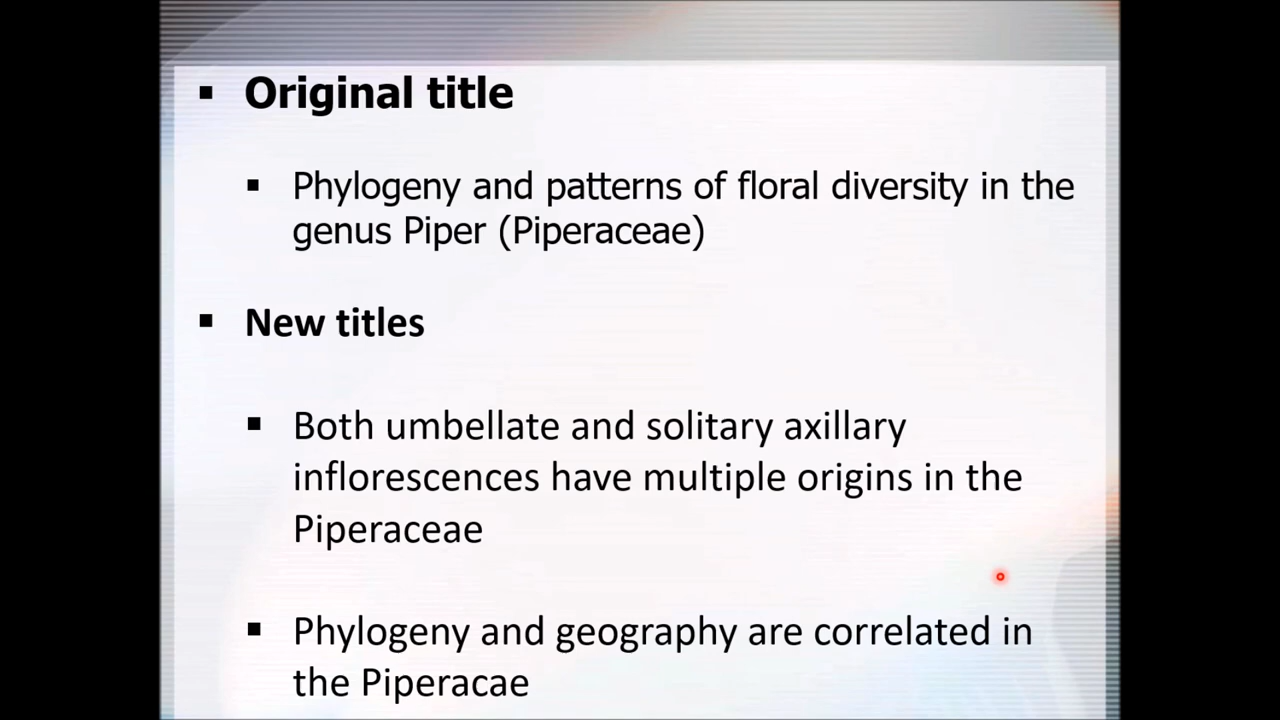 Original title
Phylogeny and patterns of floral diversity in the
genus Piper (Piperaceae)
New titles
Both umbellate and solitary axillary
inflorescences have multiple origins in the
Piperaceae
Phylogeny and geography are correlated in
the Piperacae